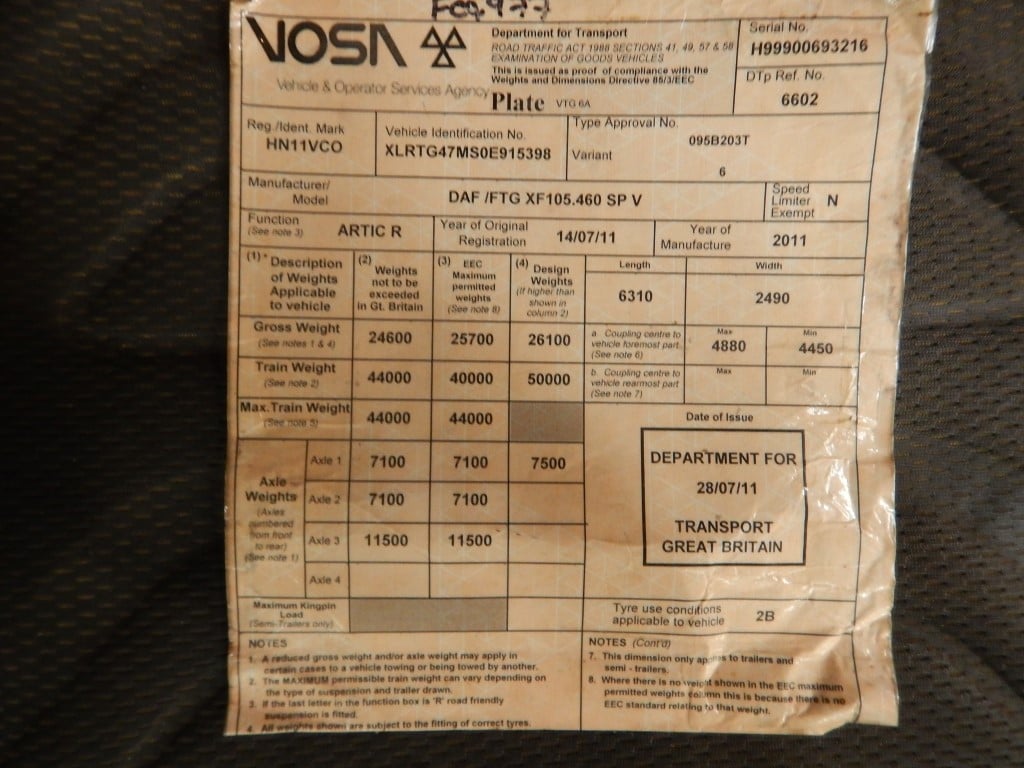 VOSA
Vehicle & Operator Services Agency
Department for Transport
ROAD TRAFFIC ACT 1988 SECTIONS 41, 49, 57 & 58
EXAMINATION OF GOODS VEHICLES
This is issued as proof of compliance with the
Weights and Dimensions Directive 85/3/EEC
Plate VTG 6A
Serial No.
H99900693216
DTp Ref. No.
6602
Reg./Ident. Mark
HN11VCO
Vehicle Identification No.
XLRTG47MS0E915398
Type Approval No.
095B203T
Variant
6
Manufacturer/
Model
DAF /FTG XF105.460 SP V
Speed
Limiter
Exempt
N
Function
(See note 3)
ARTIC R
Year of Original
Registration
14/07/11
Year of
Manufacture
2011
(1)* Description
of Weights
Applicable
to vehicle
(2) Weights
not to be
exceeded
in Gt. Britain
(3) EEC
Maximum
permitted
weights
(See note 8)
(4) Design
Weights
(If higher than
shown in
column 2)
Length
6310
Width
2490
Gross Weight
(See notes 1 & 4)
24600
25700
26100
a Coupling centre to
vehicle foremost part.
(See note 6)
Max
4880
Min
4450
Train Weight
(See note 2)
44000
40000
50000
b. Coupling centre to
vehicle rearmost part
(See note 7)
Max
Min
Max.Train Weight
(See note 5)
44000
44000
Date of Issue
DEPARTMENT FOR
28/07/11
TRANSPORT
GREAT BRITAIN
Axle
Weights
(Axles
numbered
from front
to rear)
(See note 1)
Axle 1
7100
7100
7500
Axle 2
7100
7100
Axle 3
11500
11500
Axle 4
Maximum Kingpin
Load
(Semi-Trailers only)
Tyre use conditions
applicable to vehicle
2B
NOTES
1. A reduced gross weight and/or axle weight may apply in
certain cases to a vehicle towing or being towed by another.
2. The MAXIMUM permissible train weight can vary depending on
the type of suspension and trailer drawn.
3. If the last letter in the function box is 'R' road friendly
suspension is fitted.
4. All weights shown are subject to the fitting of correct tyres.
NOTES (Cont'd)
7. This dimension only applies to trailers and
semi - trailers.
8. Where there is no weight shown in the EEC maximum
permitted weights column this is because there is no
EEC standard relating to that weight.